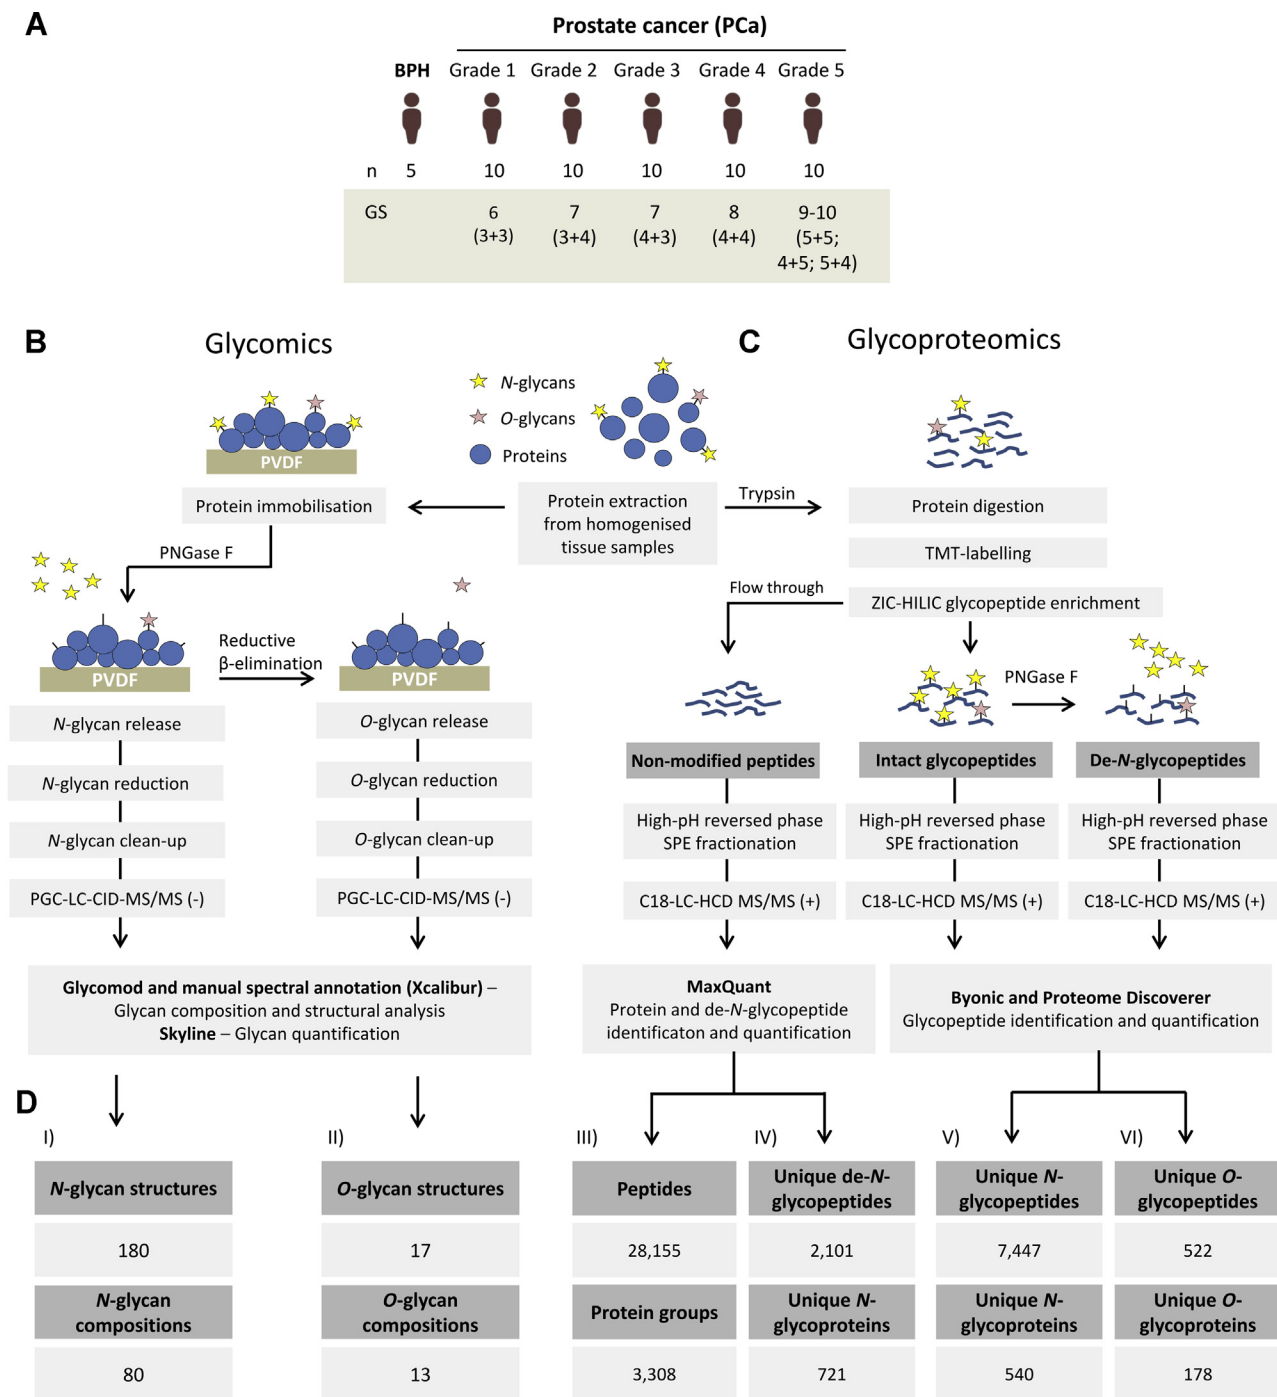 A
Prostate cancer (PCa)
BPH Grade 1 Grade 2 Grade 3 Grade 4 Grade 5
n 5 10 10 10 10 10
GS 6 7 7 8 9-10
(3+3) (3+4) (4+3) (4+4) (5+5;
4+5; 5+4)
B
Glycomics
N-glycans
O-glycans
Proteins
PVDF
Protein immobilisation
Protein extraction
from homogenised
tissue samples
PNGase F
PVDF
Reductive
β-elimination
PVDF
N-glycan release
N-glycan reduction
N-glycan clean-up
PGC-LC-CID-MS/MS (-)
O-glycan release
O-glycan reduction
O-glycan clean-up
PGC-LC-CID-MS/MS (-)
Glycomod and manual spectral annotation (Xcalibur) –
Glycan composition and structural analysis
Skyline – Glycan quantification
C
Glycoproteomics
Trypsin
Protein digestion
TMT-labelling
ZIC-HILIC glycopeptide enrichment
Flow through
PNGase F
Non-modified peptides
High-pH reversed phase
SPE fractionation
C18-LC-HCD MS/MS (+)
Intact glycopeptides
High-pH reversed phase
SPE fractionation
C18-LC-HCD MS/MS (+)
De-N-glycopeptides
High-pH reversed phase
SPE fractionation
C18-LC-HCD MS/MS (+)
MaxQuant
Protein and de-N-glycopeptide
identificaton and quantification
Byonic and Proteome Discoverer
Glycopeptide identification and quantification
D
I)
N-glycan structures
180
N-glycan
compositions
80
II)
O-glycan structures
17
O-glycan
compositions
13
III)
Peptides
28,155
Protein groups
3,308
IV)
Unique de-N-
glycopeptides
2,101
Unique N-
glycoproteins
721
V)
Unique N-
glycopeptides
7,447
Unique N-
glycoproteins
540
VI)
Unique O-
glycopeptides
522
Unique O-
glycoproteins
178